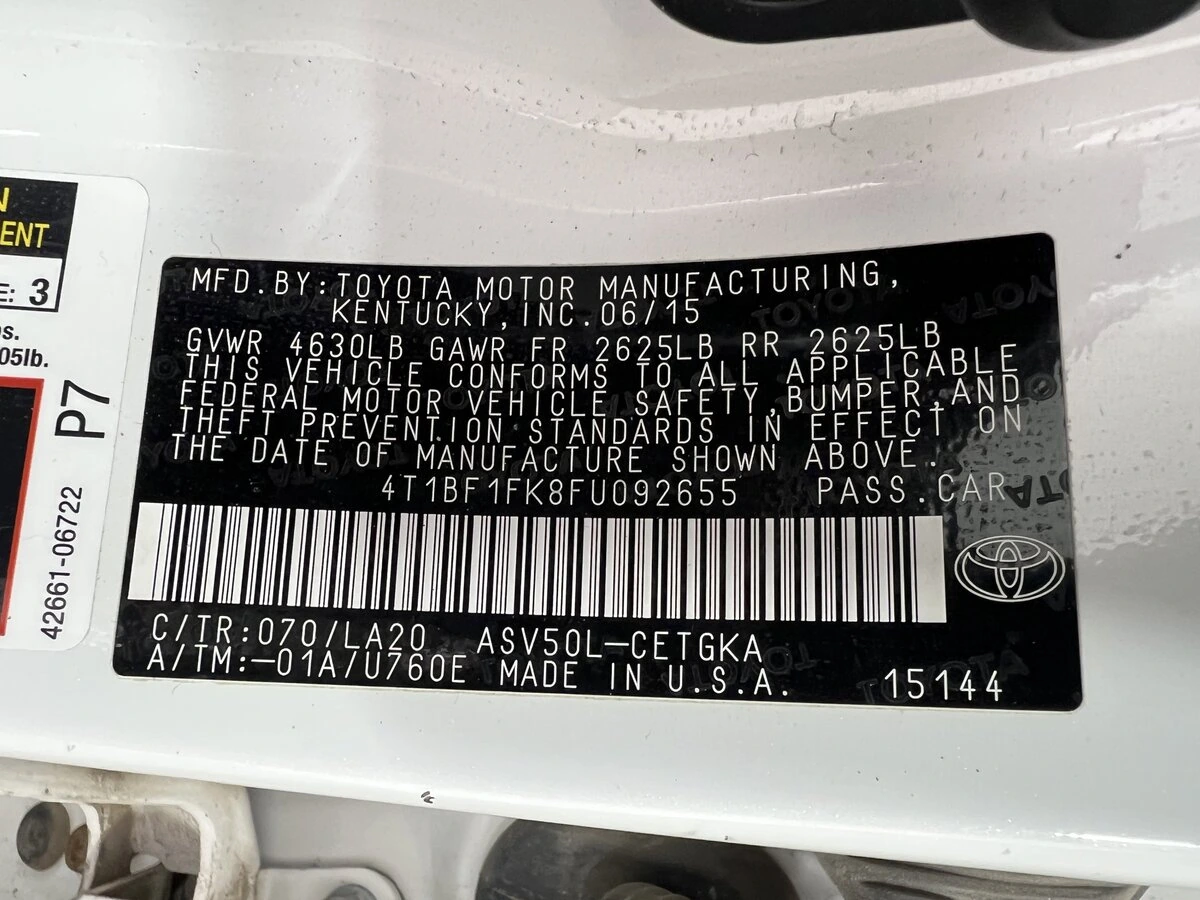 N
ENT
E: 3
os.
05lb.
P7
42661-06722
MFD.BY:TOYOTA MOTOR MANUFACTURING,
KENTUCKY,INC.06/15
GVWR 4630LB GAWR FR 2625LB RR 2625LB
THIS VEHICLE CONFORMS TO ALL APPLICABLE
FEDERAL MOTOR VEHICLE SAFETY,BUMPER,AND
THEFT PREVENTION STANDARDS IN EFFECT ON
THE DATE OF MANUFACTURE SHOWN ABOVE.
4T1BF1FK8FU092655 PASS.CAR
C/TR:070/LA20 ASV50L-CETGKA
A/TM:-01A/U760E MADE IN U.S.A. 15144